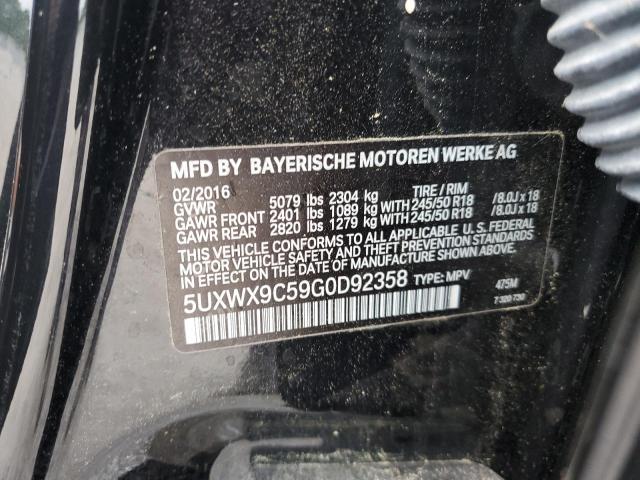 MFD BY BAYERISCHE MOTOREN WERKE AG
02/2016 TIRE / RIM
GVWR 5079 lbs 2304 kg
GAWR FRONT 2401 lbs 1089 kg WITH 245/50 R18 /8.0J x 18
GAWR REAR 2820 lbs 1279 kg WITH 245/50 R18 /8.0J x 18
THIS VEHICLE CONFORMS TO ALL APPLICABLE U.S. FEDERAL
MOTOR VEHICLE SAFETY AND THEFT PREVENTION STANDARDS
IN EFFECT ON THE DATE OF MANUFACTURE SHOWN ABOVE.
5UXWX9C59G0D92358 TYPE: MPV 475M
7 320 730